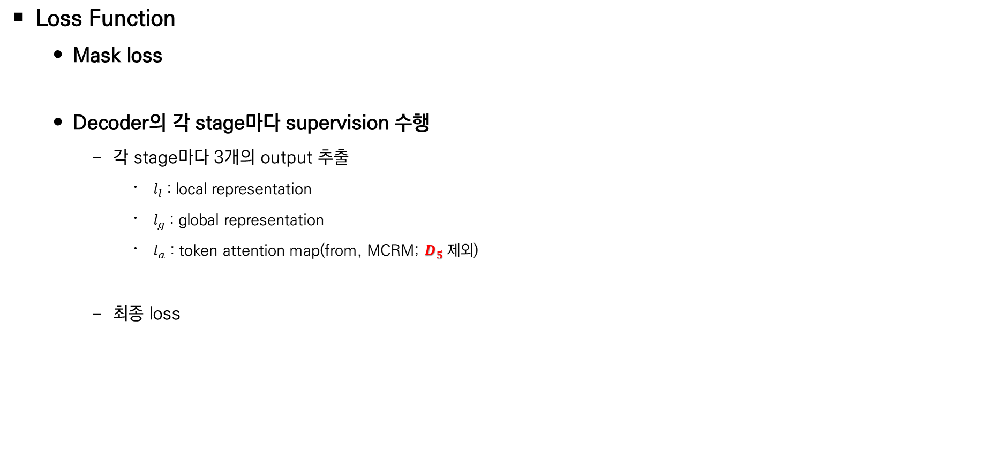 ■ Loss Function
● Mask loss
● Decoder의 각 stage마다 supervision 수행
– 각 stage마다 3개의 output 추출
· l_l : local representation
· l_g : global representation
· l_a : token attention map(from, MCRM; D_5 제외)
– 최종 loss